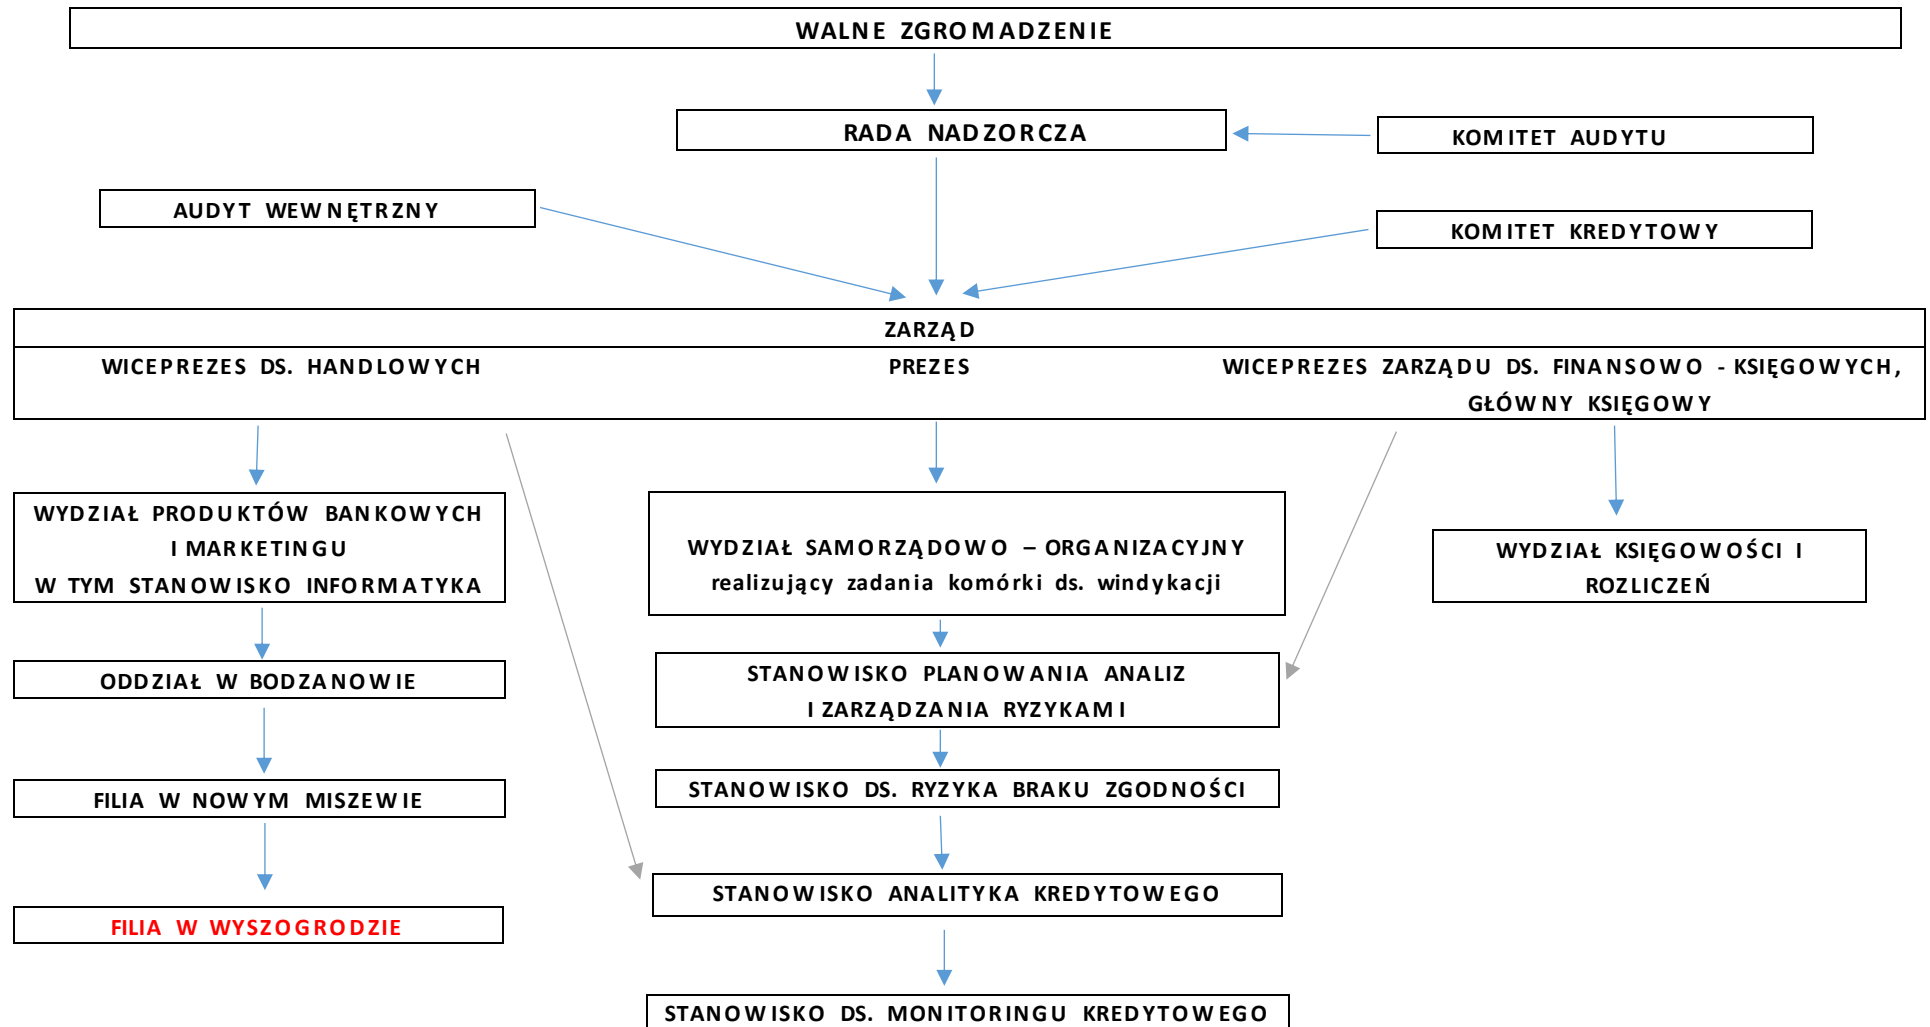 WALNE ZGROMADZENIE
RADA NADZORCZA
KOMITET AUDYTU
AUDYT WEWNĘTRZNY
KOMITET KREDYTOWY
ZARZĄD
WICEPREZES DS. HANDLOWYCH
PREZES
WICEPREZES ZARZĄDU DS. FINANSOWO - KSIĘGOWYCH,
GŁÓWNY KSIĘGOWY
WYDZIAŁ PRODUKTÓW BANKOWYCH
I MARKETINGU
W TYM STANOWISKO INFORMATYKA
WYDZIAŁ SAMORZĄDOWO – ORGANIZACYJNY
realizujący zadania komórki ds. windykacji
WYDZIAŁ KSIĘGOWOŚCI I
ROZLICZEŃ
ODDZIAŁ W BODZANOWIE
STANOWISKO PLANOWANIA ANALIZ
I ZARZĄDZANIA RYZYKAMI
FILIA W NOWYM MISZEWIE
STANOWISKO DS. RYZYKA BRAKU ZGODNOŚCI
STANOWISKO ANALITYKA KREDYTOWEGO
FILIA W WYSZOGRODZIE
STANOWISKO DS. MONITORINGU KREDYTOWEGO